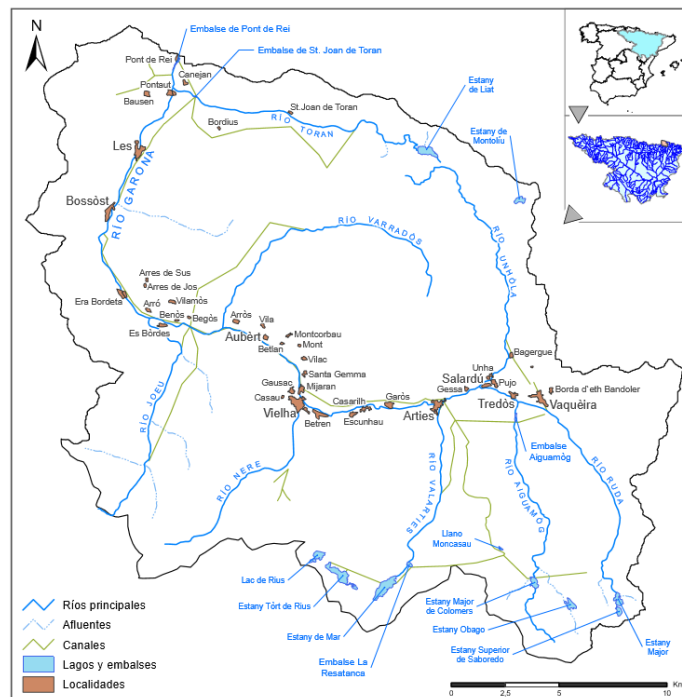 N
Embalse de Pont de Rei
Embalse de St. Joan de Toran
Pont de Rei
Canejan
Pontaut
Bausen
St.Joan de Toran
Bordius
RÍO TORAN
Estany
de Liat
Estany
de Montolíu
Les
RÍO GARONA
Bossòst
RÍO VARRADÒS
RÍO UNHÒLA
Arres de Sus
Arres de Jos
Era Bordeta
Vilamòs
Arró
Benòs
Begós
Es Bòrdes
Arròs
Vila
Aubèrt
Betlan
Montcorbau
Mont
Vilac
Santa Gemma
Gausac
Mijaran
Casau
Vielha
Casarilh
Garòs
Betren
Escunhau
Arties
Gessa
Salardú
Unha
Bagergue
Pujo
Tredòs
Borda d'eth Bandoler
Vaquèira
RÍO JOEU
RÍO NERE
RÍO VALARTIES
Embalse
Aiguamòg
RÍO AIGUAMÒG
RÍO RUDA
Llano
Moncasau
Lac de Rius
Estany Tòrt de Rius
Estany de Mar
Embalse La
Resatanca
Estany Major
de Colomers
Estany Obago
Estany Superior
de Saboredo
Estany
Major
Ríos principales
Afluentes
Canales
Lagos y embalses
Localidades
0 2,5 5 10
Km